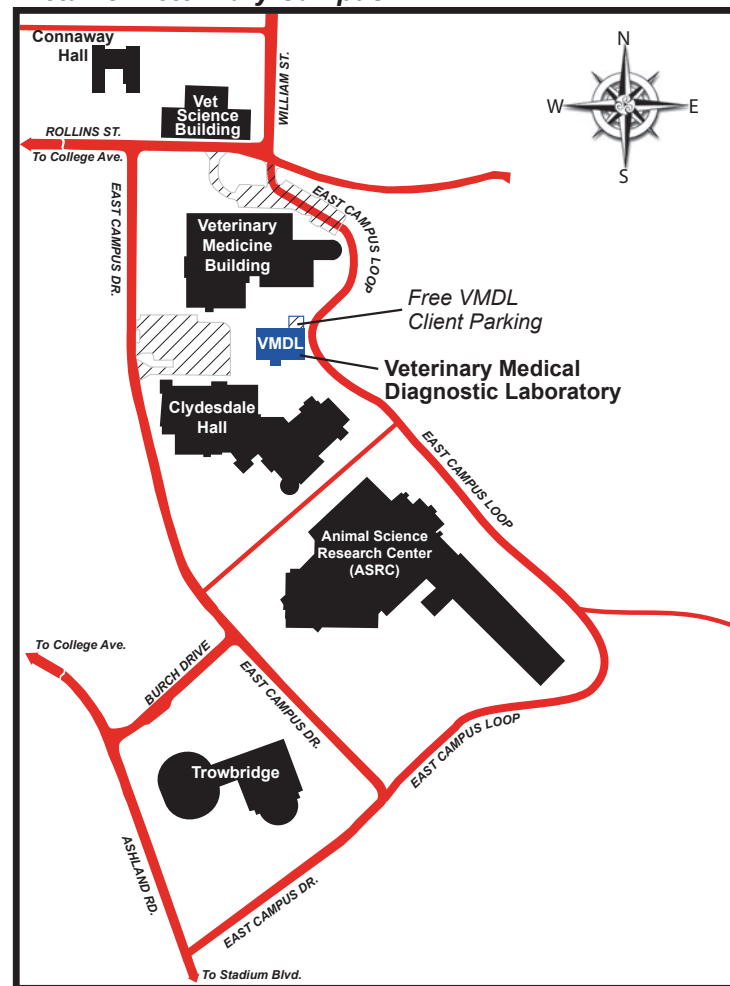 Connaway
Hall
Vet
Science
Building
WILLIAM ST.
N
W
E
S
ROLLINS ST.
To College Ave.
EAST CAMPUS DR.
EAST CAMPUS LOOP
Veterinary
Medicine
Building
Free VMDL
Client Parking
VMDL
Veterinary Medical
Diagnostic Laboratory
Clydesdale
Hall
EAST CAMPUS LOOP
Animal Science
Research Center
(ASRC)
To College Ave.
BURCH DRIVE
EAST CAMPUS DR.
EAST CAMPUS LOOP
Trowbridge
ASHLAND RD.
EAST CAMPUS DR.
To Stadium Blvd.